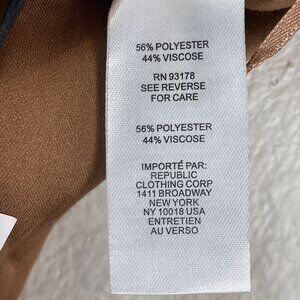 56% POLYESTER
44% VISCOSE
RN 93178
SEE REVERSE
FOR CARE
56% POLYESTER
44% VISCOSE
IMPORTÉ PAR:
REPUBLIC
CLOTHING CORP
1411 BROADWAY
NEW YORK
NY 10018 USA
ENTRETIEN
AU VERSO